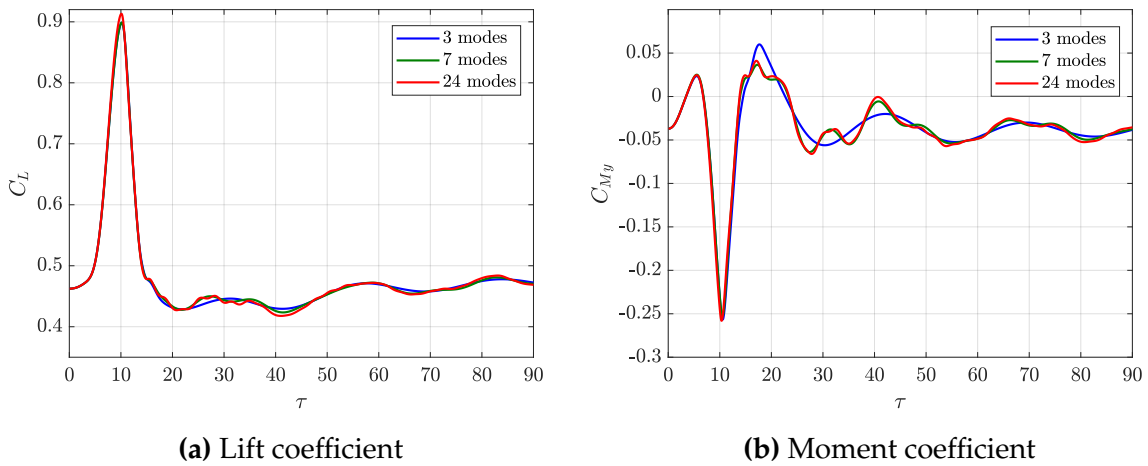 0.9
0.8
0.7
0.6
0.5
0.4
C_L
0 10 20 30 40 50 60 70 80 90
τ
3 modes
7 modes
24 modes
(a) Lift coefficient
0.05
0
-0.05
-0.1
-0.15
-0.2
-0.25
-0.3
C_{My}
0 10 20 30 40 50 60 70 80 90
τ
3 modes
7 modes
24 modes
(b) Moment coefficient